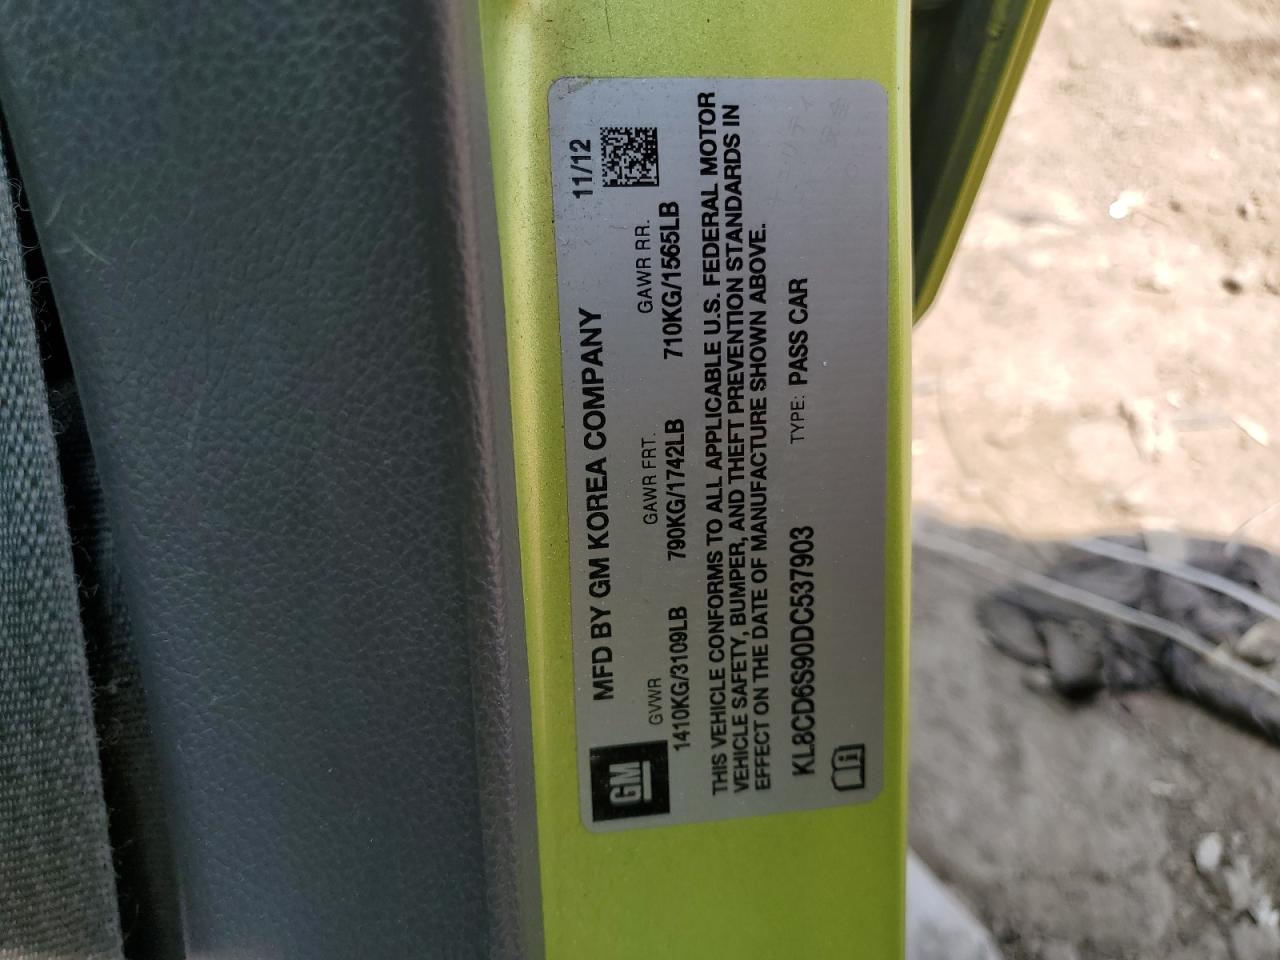 MFD BY GM KOREA COMPANY 11/12
GM
GVWR GAWR FRT. GAWR RR.
1410KG/3109LB 790KG/1742LB 710KG/1565LB
THIS VEHICLE CONFORMS TO ALL APPLICABLE U.S. FEDERAL MOTOR
VEHICLE SAFETY, BUMPER, AND THEFT PREVENTION STANDARDS IN
EFFECT ON THE DATE OF MANUFACTURE SHOWN ABOVE.
KL8CD6S90DC537903 TYPE: PASS CAR